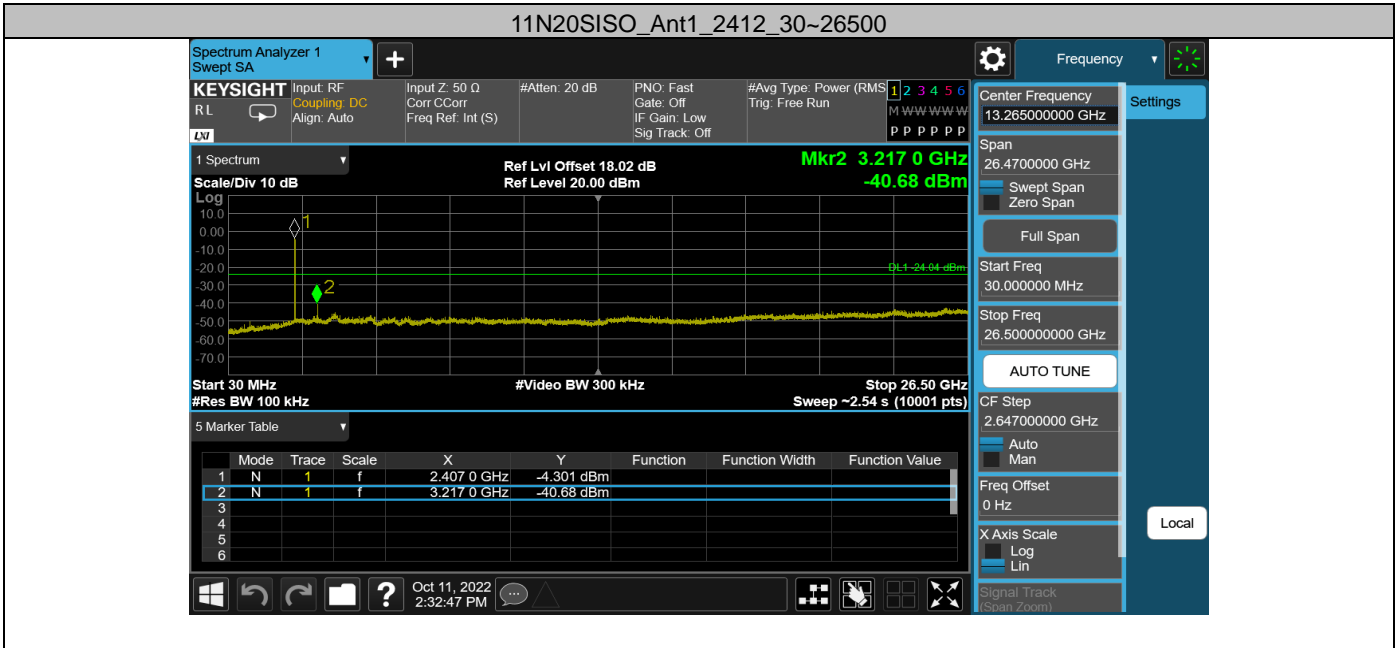 11N20SISO_Ant1_2412_30~26500
Spectrum Analyzer 1
Swept SA
+
Frequency
KEYSIGHT
RL
LXI
Input: RF
Coupling: DC
Align: Auto
Input Z: 50 Ω
Corr CCorr
Freq Ref: Int (S)
#Atten: 20 dB
PNO: Fast
Gate: Off
IF Gain: Low
Sig Track: Off
#Avg Type: Power (RMS
Trig: Free Run
1 2 3 4 5 6
M W W W W W
P P P P P P
1 Spectrum
Scale/Div 10 dB
Ref Lvl Offset 18.02 dB
Ref Level 20.00 dBm
Mkr2 3.217 0 GHz
-40.68 dBm
Log
10.0
0.00
-10.0
-20.0
-30.0
-40.0
-50.0
-60.0
-70.0
1
2
DL1 -24.04 dBm
Start 30 MHz
#Video BW 300 kHz
Stop 26.50 GHz
#Res BW 100 kHz
Sweep ~2.54 s (10001 pts)
5 Marker Table
Mode Trace Scale X Y Function Function Width Function Value
1 N 1 f 2.407 0 GHz -4.301 dBm
2 N 1 f 3.217 0 GHz -40.68 dBm
3
4
5
6
?
Oct 11, 2022
2:32:47 PM
Center Frequency
13.265000000 GHz
Span
26.4700000 GHz
Swept Span
Zero Span
Full Span
Start Freq
30.000000 MHz
Stop Freq
26.500000000 GHz
AUTO TUNE
CF Step
2.647000000 GHz
Auto
Man
Freq Offset
0 Hz
X Axis Scale
Log
Lin
Signal Track
(Span Zoom)
Settings
Local